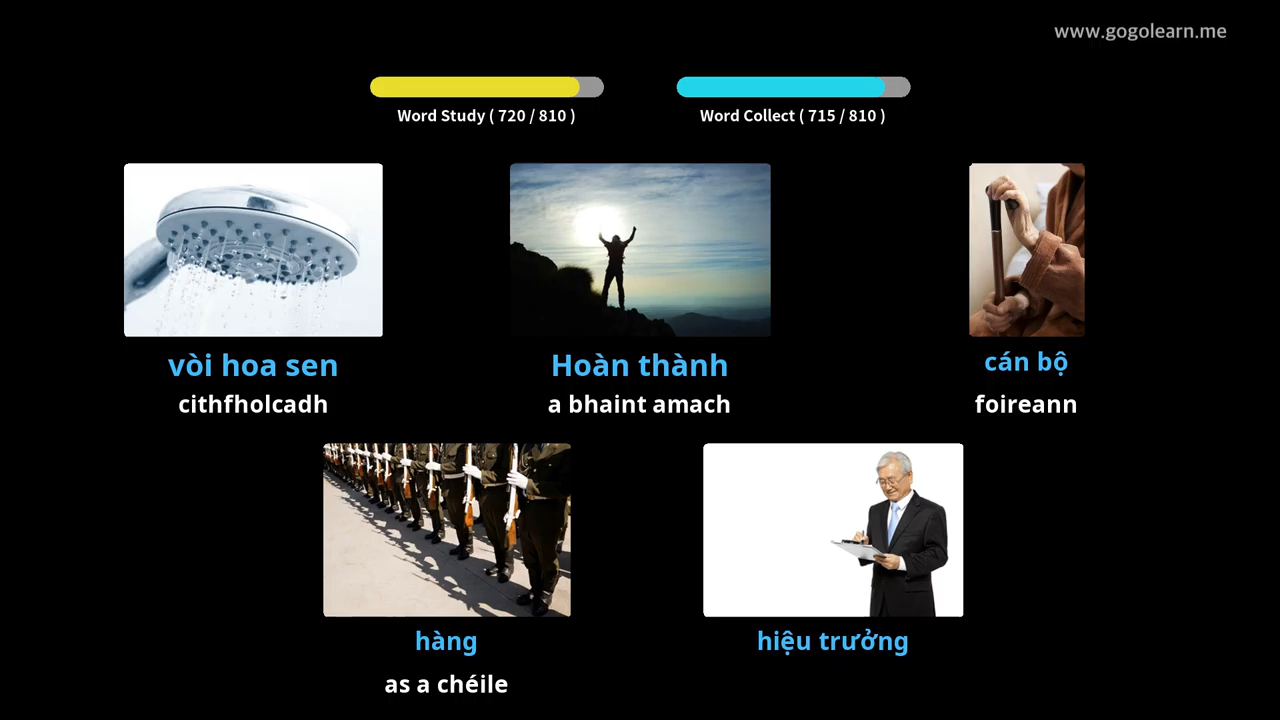 www.gogolearn.me
Word Study ( 720 / 810 )
Word Collect ( 715 / 810 )
vòi hoa sen
cithfholcadh
Hoàn thành
a bhaint amach
cán bộ
foireann
hàng
as a chéile
hiệu trưởng